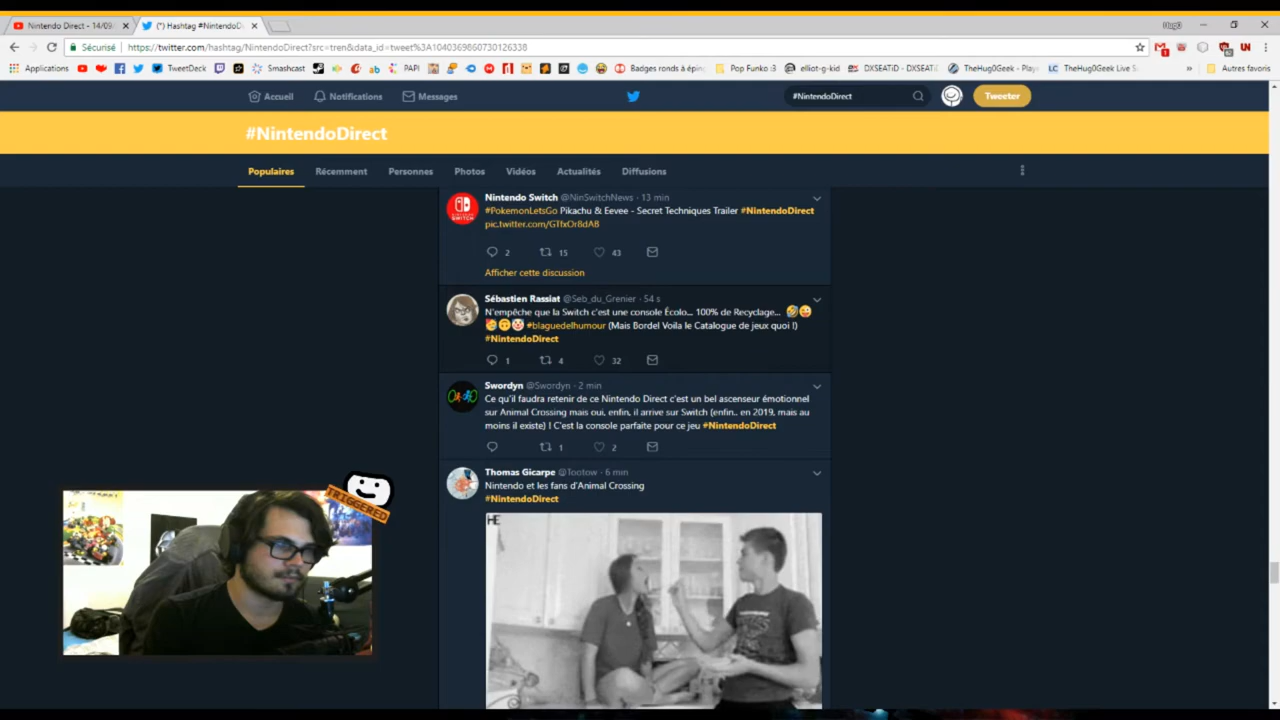 Nintendo Direct - 14/09/
(*) Hashtag #NintendoD
Sécurisé
https://twitter.com/hashtag/NintendoDirect?src=tren&data_id=tweet%3A1040369860730126338
Applications
TweetDeck
Smashcast
PAPI
Badges ronds à épin
Pop Funko :3
elliot-g-kid
DXSEATiD - DXSEATi
TheHug0Geek - Play
TheHug0Geek Live S
Autres favoris
Accueil
Notifications
Messages
#NintendoDirect
Tweeter
#NintendoDirect
Populaires
Récemment
Personnes
Photos
Vidéos
Actualités
Diffusions
Nintendo Switch @NinSwitchNews · 13 min
#PokemonLetsGo Pikachu & Eevee - Secret Techniques Trailer #NintendoDirect
pic.twitter.com/GTfxOr8dA8
2 15 43
Afficher cette discussion
Sébastien Rassiat @Seb_du_Grenier · 54 s
N'empêche que la Switch c'est une console Écolo... 100% de Recyclage...
#blaguedelhumour (Mais Bordel Voila le Catalogue de jeux quoi !)
#NintendoDirect
1 4 32
Swordyn @Swordyn · 2 min
Ce qu'il faudra retenir de ce Nintendo Direct c'est un bel ascenseur émotionnel
sur Animal Crossing mais oui, enfin, il arrive sur Switch (enfin.. en 2019, mais au
moins il existe) ! C'est la console parfaite pour ce jeu #NintendoDirect
1 2
Thomas Gicarpe @Tootow · 6 min
Nintendo et les fans d'Animal Crossing
#NintendoDirect
HE
TRIGGERED